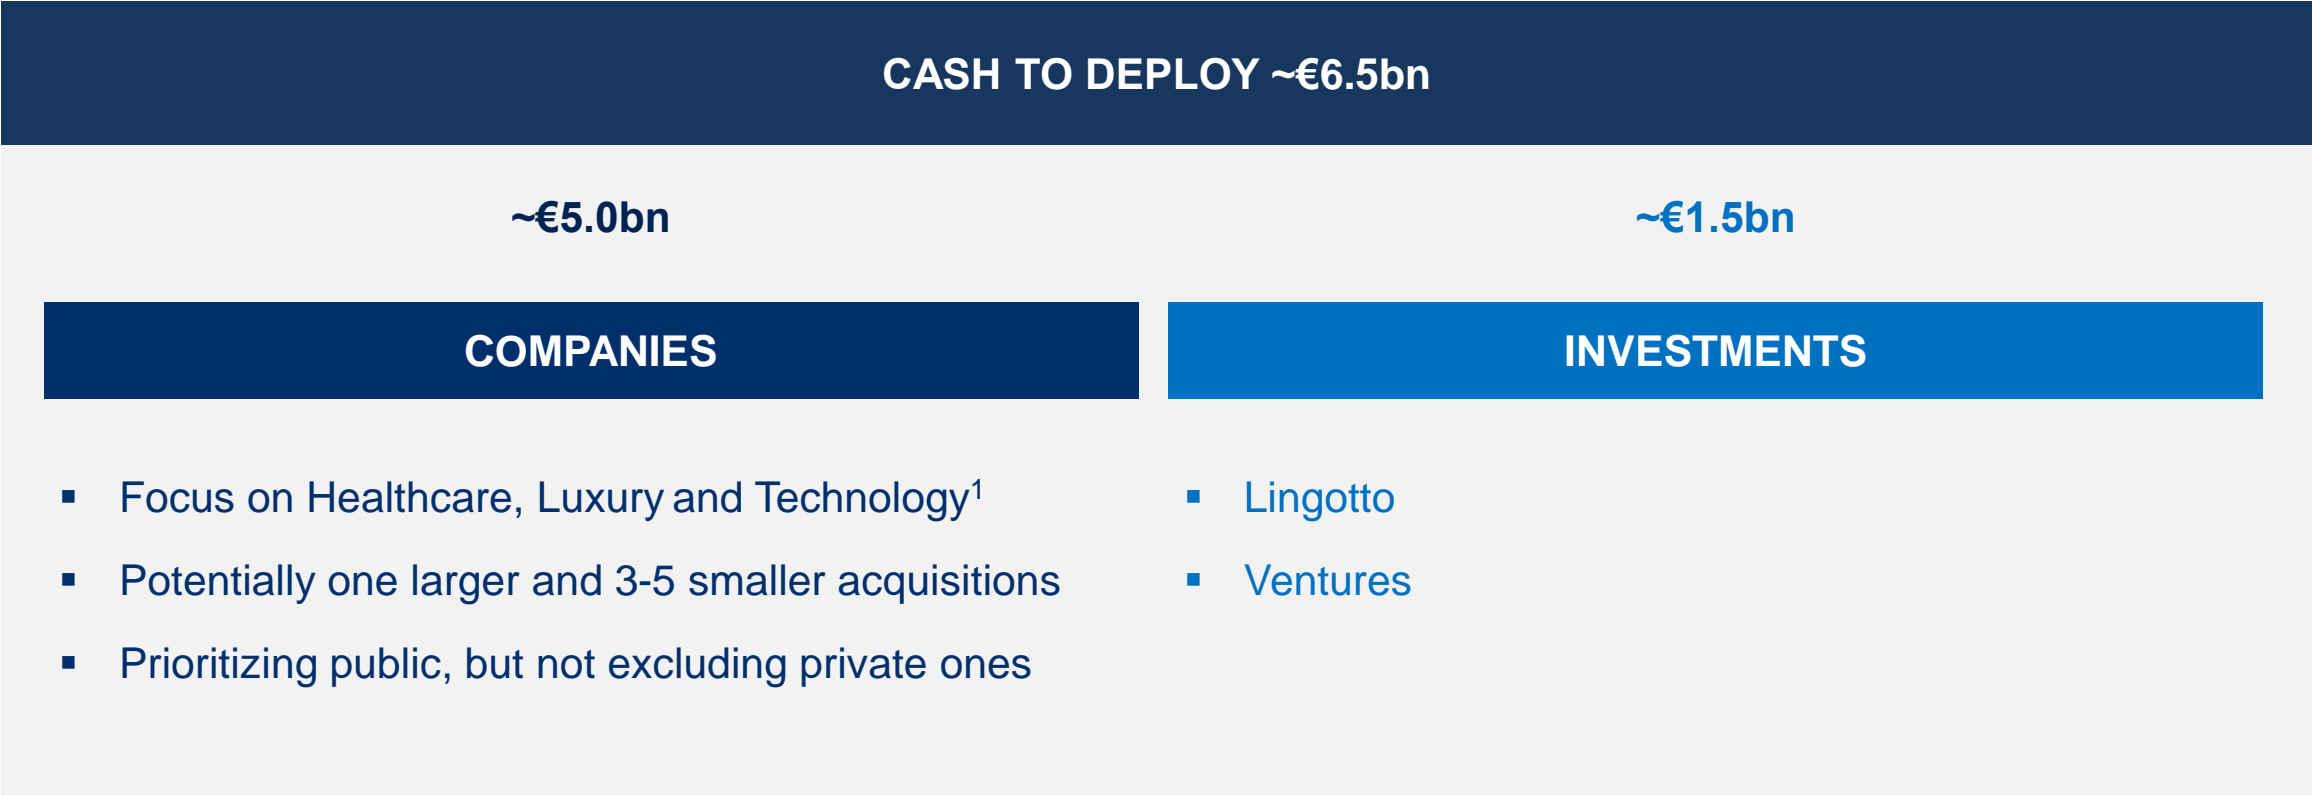 CASH TO DEPLOY ~€6.5bn
~€5.0bn
~€1.5bn
COMPANIES
INVESTMENTS
▪ Focus on Healthcare, Luxury and Technology¹
▪ Potentially one larger and 3-5 smaller acquisitions
▪ Prioritizing public, but not excluding private ones
▪ Lingotto
▪ Ventures